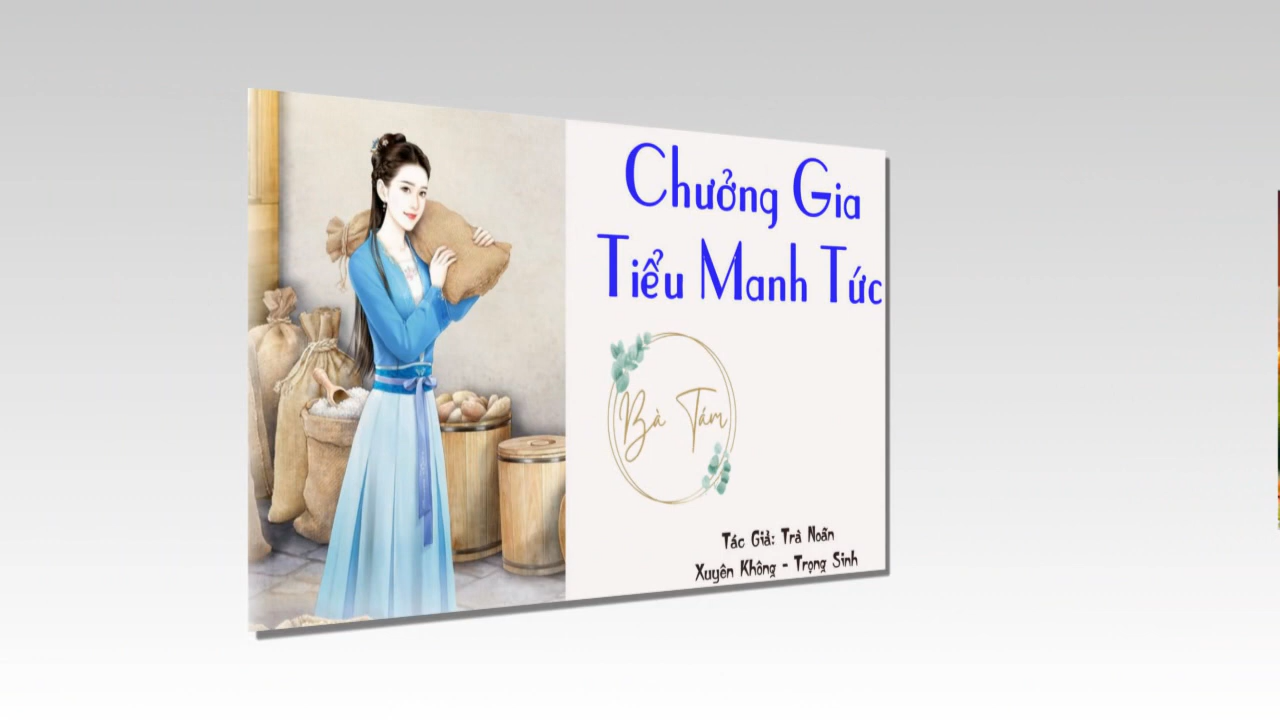 Chưởng Gia
Tiểu Manh Tức
Bà Tám
Tác Giả: Trà Noãn
Xuyên Không - Trọng Sinh